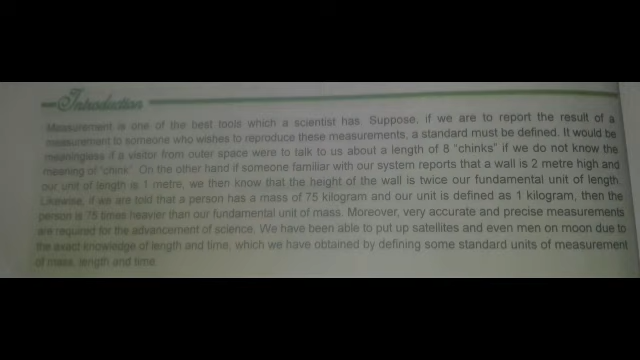 Introduction
Measurement is one of the best tools which a scientist has. Suppose, if we are to report the result of a
measurement to someone who wishes to reproduce these measurements, a standard must be defined. It would be
meaningless if a visitor from outer space were to talk to us about a length of 8 "chinks" if we do not know the
meaning of "chink". On the other hand if someone familiar with our system reports that a wall is 2 metre high and
our unit of length is 1 metre, we then know that the height of the wall is twice our fundamental unit of length.
Likewise, if we are told that a person has a mass of 75 kilogram and our unit is defined as 1 kilogram, then the
person is 75 times heavier than our fundamental unit of mass. Moreover, very accurate and precise measurements
are required for the advancement of science. We have been able to put up satellites and even men on moon due to
the exact knowledge of length and time, which we have obtained by defining some standard units of measurement
of mass, length and time.